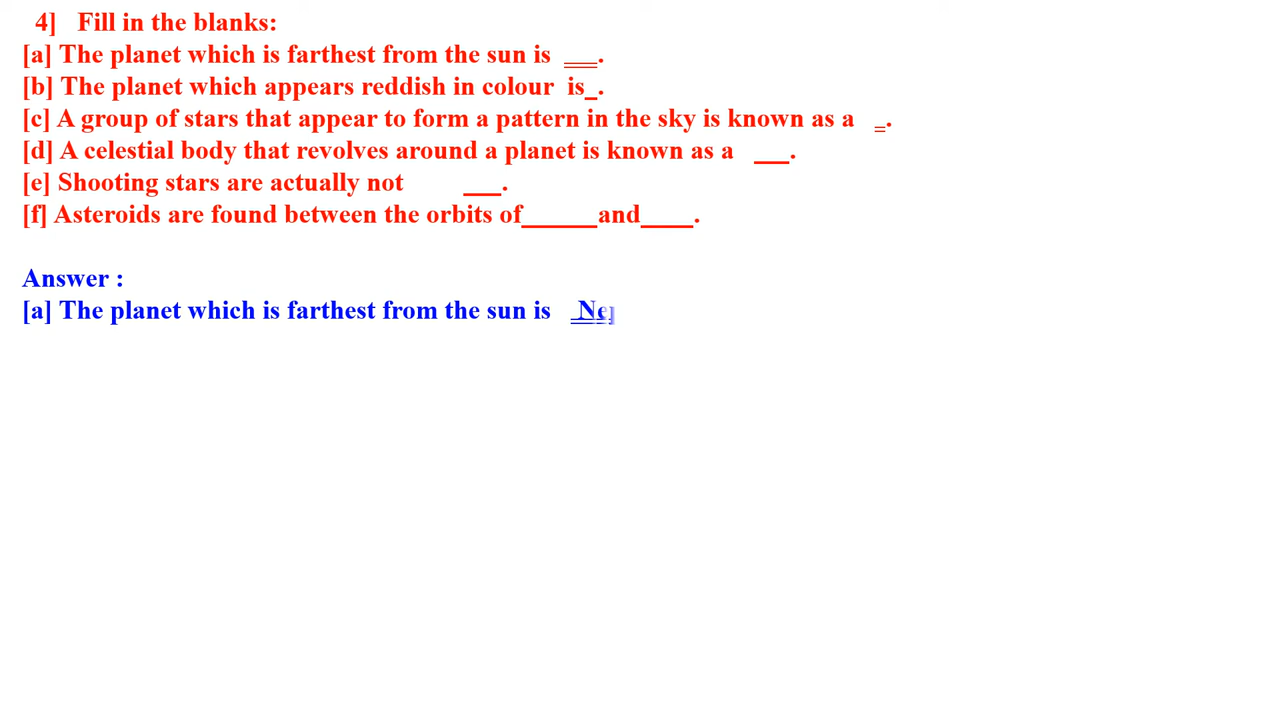 4] Fill in the blanks:
[a] The planet which is farthest from the sun is ___.
[b] The planet which appears reddish in colour is_.
[c] A group of stars that appear to form a pattern in the sky is known as a _.
[d] A celestial body that revolves around a planet is known as a ___.
[e] Shooting stars are actually not ___.
[f] Asteroids are found between the orbits of______and____.
Answer :
[a] The planet which is farthest from the sun is Nep